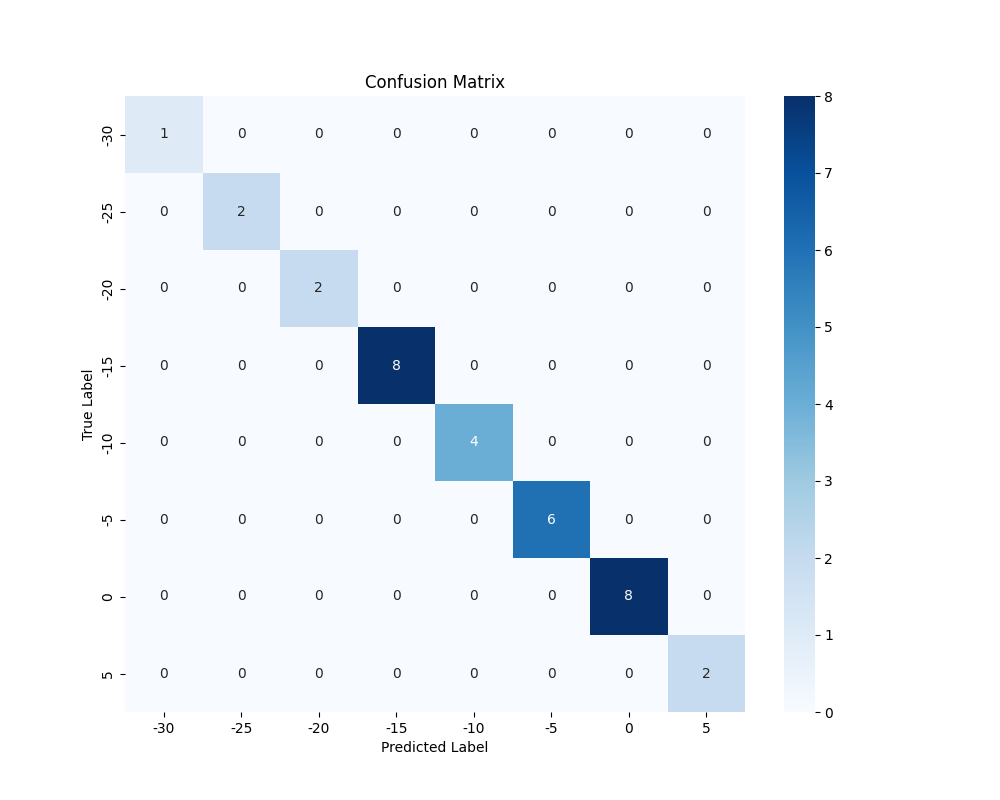 Confusion Matrix
-30 1 0 0 0 0 0 0 0
-25 0 2 0 0 0 0 0 0
-20 0 0 2 0 0 0 0 0
-15 0 0 0 8 0 0 0 0
-10 0 0 0 0 4 0 0 0
-5 0 0 0 0 0 6 0 0
0 0 0 0 0 0 0 8 0
5 0 0 0 0 0 0 0 2
-30 -25 -20 -15 -10 -5 0 5
Predicted Label
True Label
8
7
6
5
4
3
2
1
0